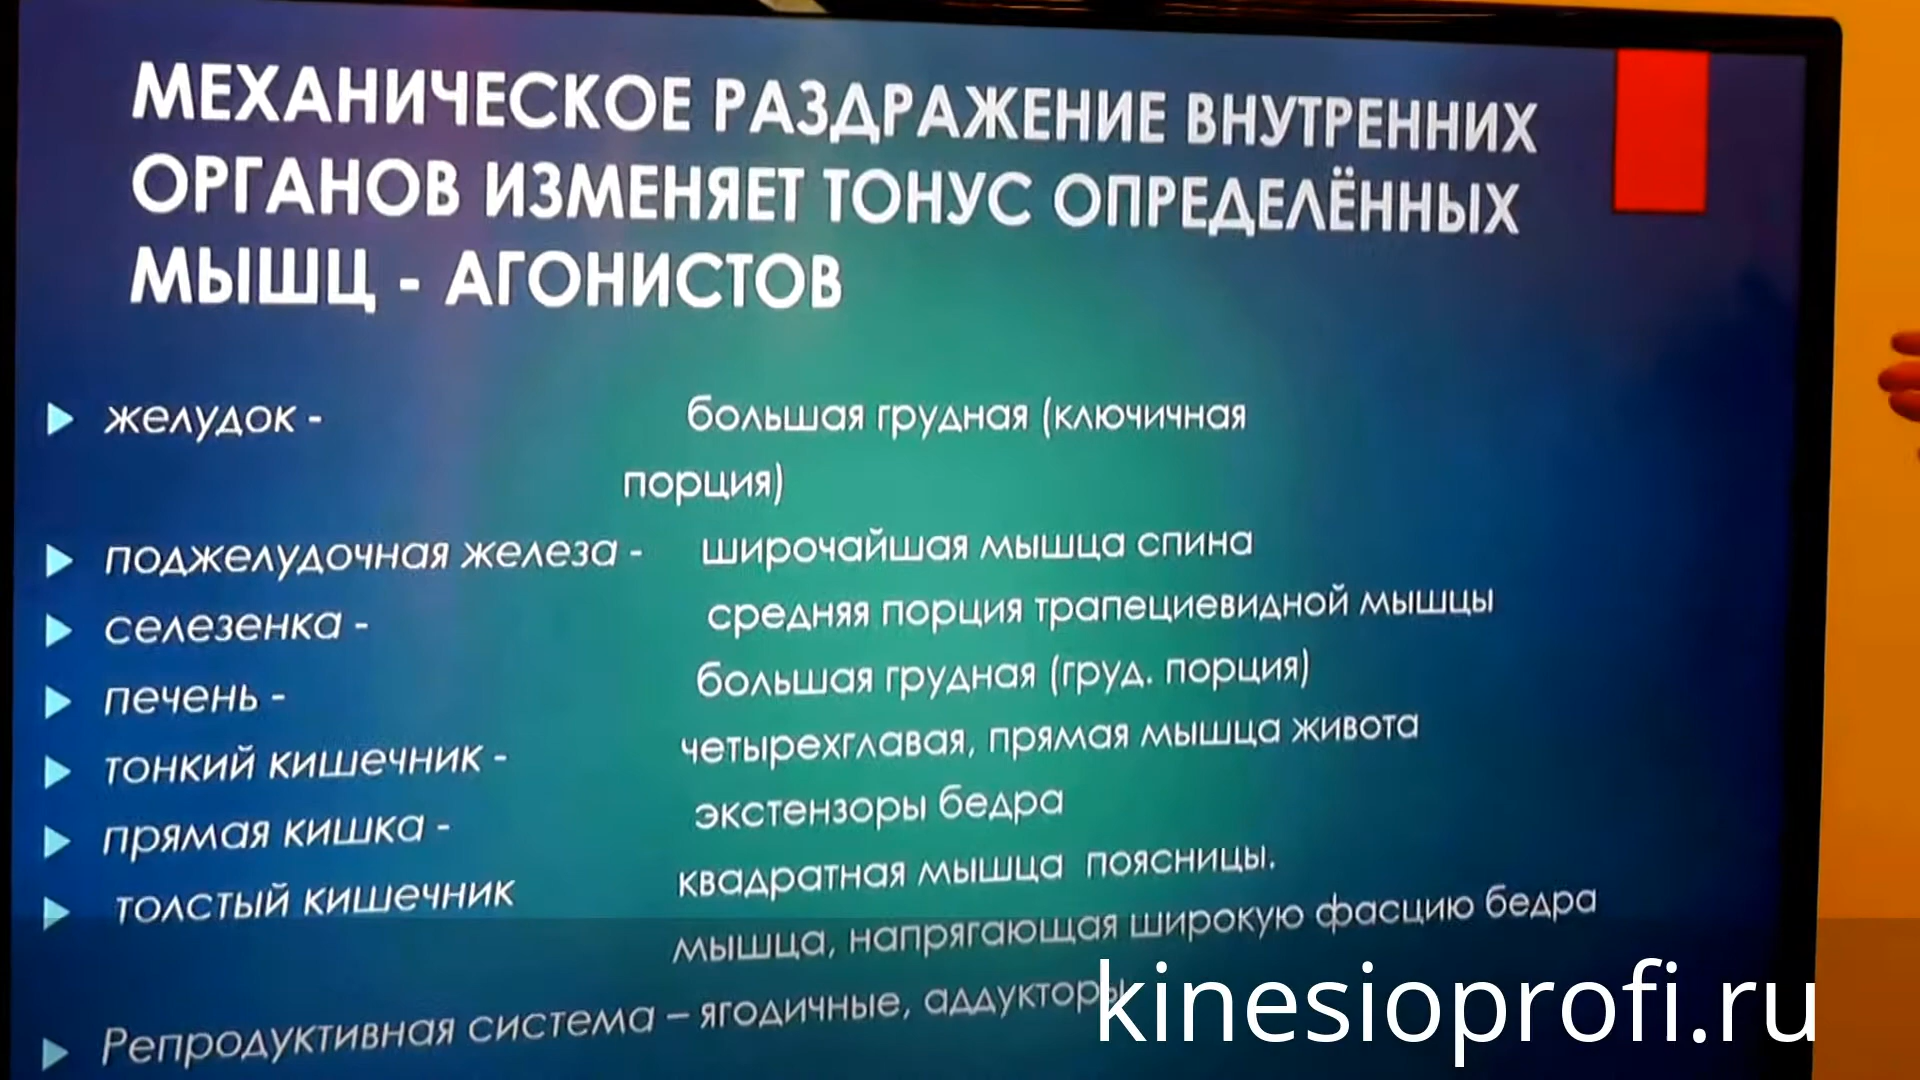 МЕХАНИЧЕСКОЕ РАЗДРАЖЕНИЕ ВНУТРЕННИХ
ОРГАНОВ ИЗМЕНЯЕТ ТОНУС ОПРЕДЕЛЁННЫХ
МЫШЦ - АГОНИСТОВ
желудок - большая грудная (ключичная
порция)
поджелудочная железа - широчайшая мышца спина
селезенка - средняя порция трапециевидной мышцы
печень - большая грудная (груд. порция)
тонкий кишечник - четырехглавая, прямая мышца живота
прямая кишка - экстензоры бедра
толстый кишечник квадратная мышца поясницы.
мышца, напрягающая широкую фасцию бедра
Репродуктивная система – ягодичные, аддукторы
kinesioprofi.ru